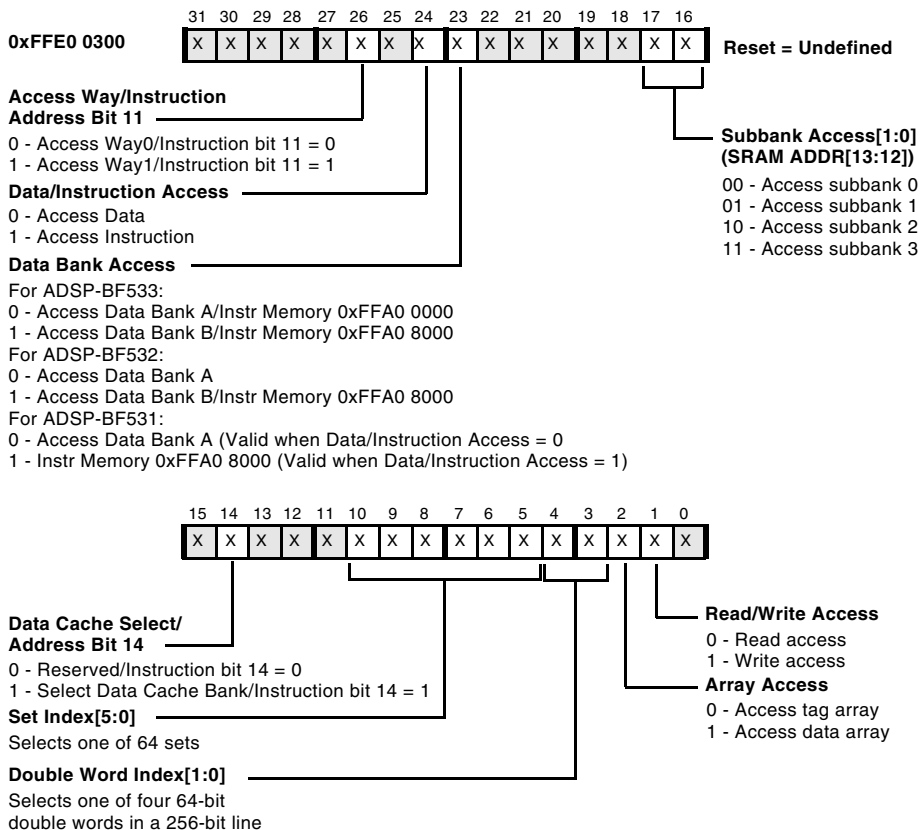 31 30 29 28 27 26 25 24 23 22 21 20 19 18 17 16
0xFFE0 0300
X X X X X X X X X X X X X X X X
Reset = Undefined
Access Way/Instruction
Address Bit 11
0 - Access Way0/Instruction bit 11 = 0
1 - Access Way1/Instruction bit 11 = 1
Data/Instruction Access
0 - Access Data
1 - Access Instruction
Data Bank Access
For ADSP-BF533:
0 - Access Data Bank A/Instr Memory 0xFFA0 0000
1 - Access Data Bank B/Instr Memory 0xFFA0 8000
For ADSP-BF532:
0 - Access Data Bank A
1 - Access Data Bank B/Instr Memory 0xFFA0 8000
For ADSP-BF531:
0 - Access Data Bank A (Valid when Data/Instruction Access = 0
1 - Instr Memory 0xFFA0 8000 (Valid when Data/Instruction Access = 1)
Subbank Access[1:0]
(SRAM ADDR[13:12])
00 - Access subbank 0
01 - Access subbank 1
10 - Access subbank 2
11 - Access subbank 3
15 14 13 12 11 10 9 8 7 6 5 4 3 2 1 0
X X X X X X X X X X X X X X X X
Data Cache Select/
Address Bit 14
0 - Reserved/Instruction bit 14 = 0
1 - Select Data Cache Bank/Instruction bit 14 = 1
Set Index[5:0]
Selects one of 64 sets
Double Word Index[1:0]
Selects one of four 64-bit
double words in a 256-bit line
Read/Write Access
0 - Read access
1 - Write access
Array Access
0 - Access tag array
1 - Access data array